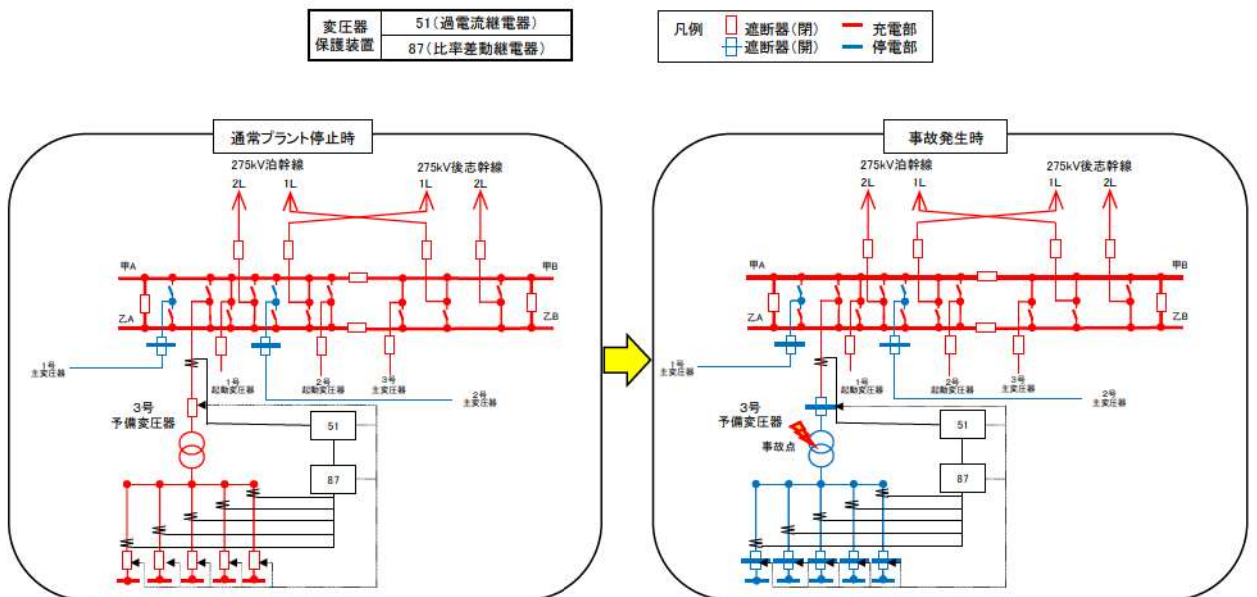 変圧器
保護装置
51(過電流継電器)
87(比率差動継電器)
凡例
遮断器(閉)
充電部
遮断器(開)
停電部
通常プラント停止時
275kV泊幹線
275kV後志幹線
2L
1L
1L
2L
甲A
甲B
乙A
乙B
1号
主変圧器
1号
起動変圧器
2号
起動変圧器
3号
主変圧器
2号
主変圧器
3号
予備変圧器
51
87
事故発生時
275kV泊幹線
275kV後志幹線
2L
1L
1L
2L
甲A
甲B
乙A
乙B
1号
主変圧器
1号
起動変圧器
2号
起動変圧器
3号
主変圧器
2号
主変圧器
3号
予備変圧器
事故点
51
87